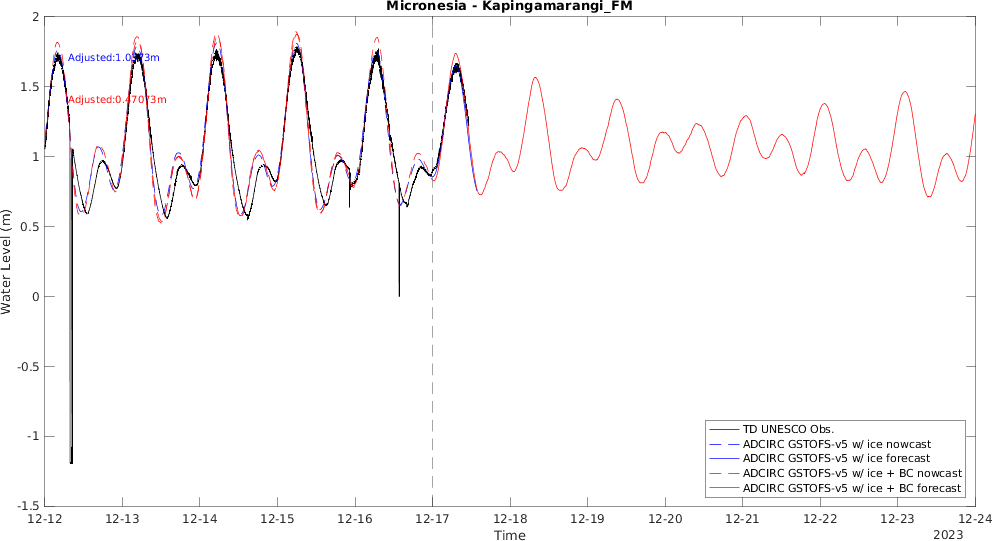 Micronesia - Kapingamarangi_FM
2
1.5
1
0.5
0
-0.5
-1
-1.5
Water Level (m)
Adjusted:0.47073m
TD UNESCO Obs.
ADCIRC GSTOFS-v5 w/ ice nowcast
ADCIRC GSTOFS-v5 w/ ice forecast
ADCIRC GSTOFS-v5 w/ ice + BC nowcast
ADCIRC GSTOFS-v5 w/ ice + BC forecast
12-12 12-13 12-14 12-15 12-16 12-17 12-18 12-19 12-20 12-21 12-22 12-23 12-24
Time
2023